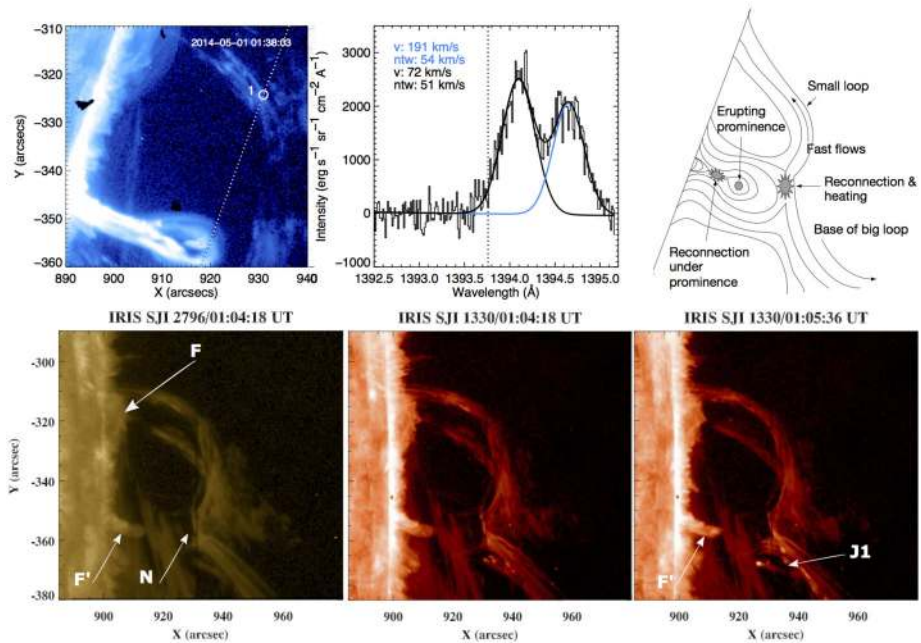 2014-05-01 01:38:03
1
-310
-320
-330
-340
-350
-360
Y (arcsecs)
890 900 910 920 930 940
X (arcsecs)
v: 191 km/s
ntw: 54 km/s
v: 72 km/s
ntw: 51 km/s
3000
2000
1000
0
-1000
Intensity (erg s⁻¹ sr⁻¹ cm⁻² A⁻¹)
1392.5 1393.0 1393.5 1394.0 1394.5 1395.0
Wavelength (Å)
Small loop
Erupting
prominence
Fast flows
Reconnection &
heating
Base of big loop
Reconnection
under
prominence
IRIS SJI 2796/01:04:18 UT
F
F'
N
-300
-320
-340
-360
-380
Y (arcsec)
900 920 940 960
X (arcsec)
IRIS SJI 1330/01:04:18 UT
900 920 940 960
X (arcsec)
IRIS SJI 1330/01:05:36 UT
F'
J1
900 920 940 960
X (arcsec)